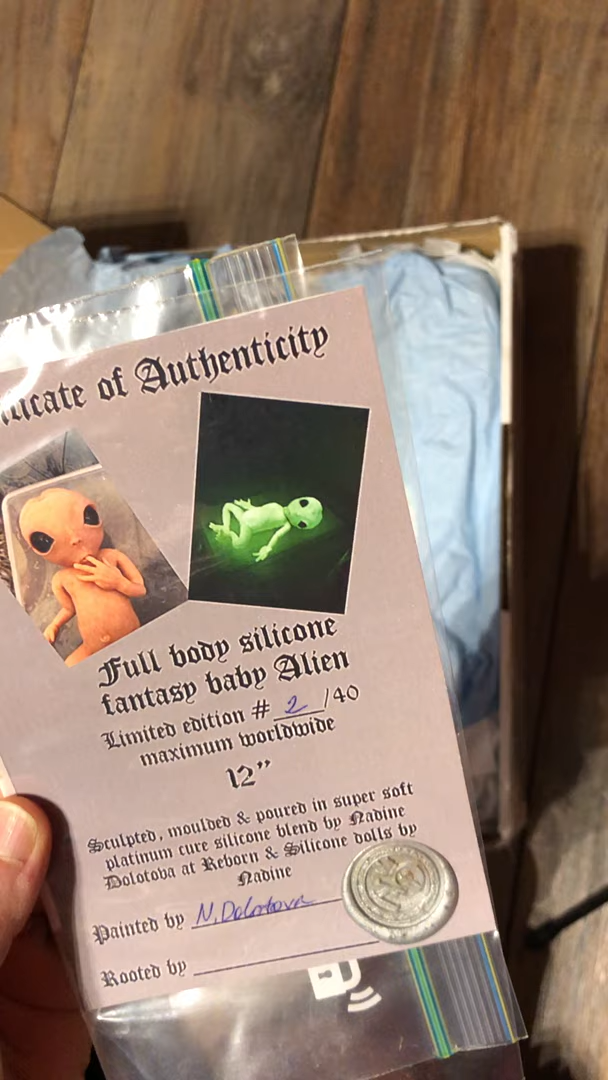 ificate of Authenticity
Full body silicone
fantasy baby Alien
Limited edition # 2 /40
maximum worldwide
12”
Sculpted, moulded & poured in super soft
platinum cure silicone blend by Nadine
Dolotova at Reborn & Silicone dolls by
Nadine
Painted by N.Dolotova
Rooted by